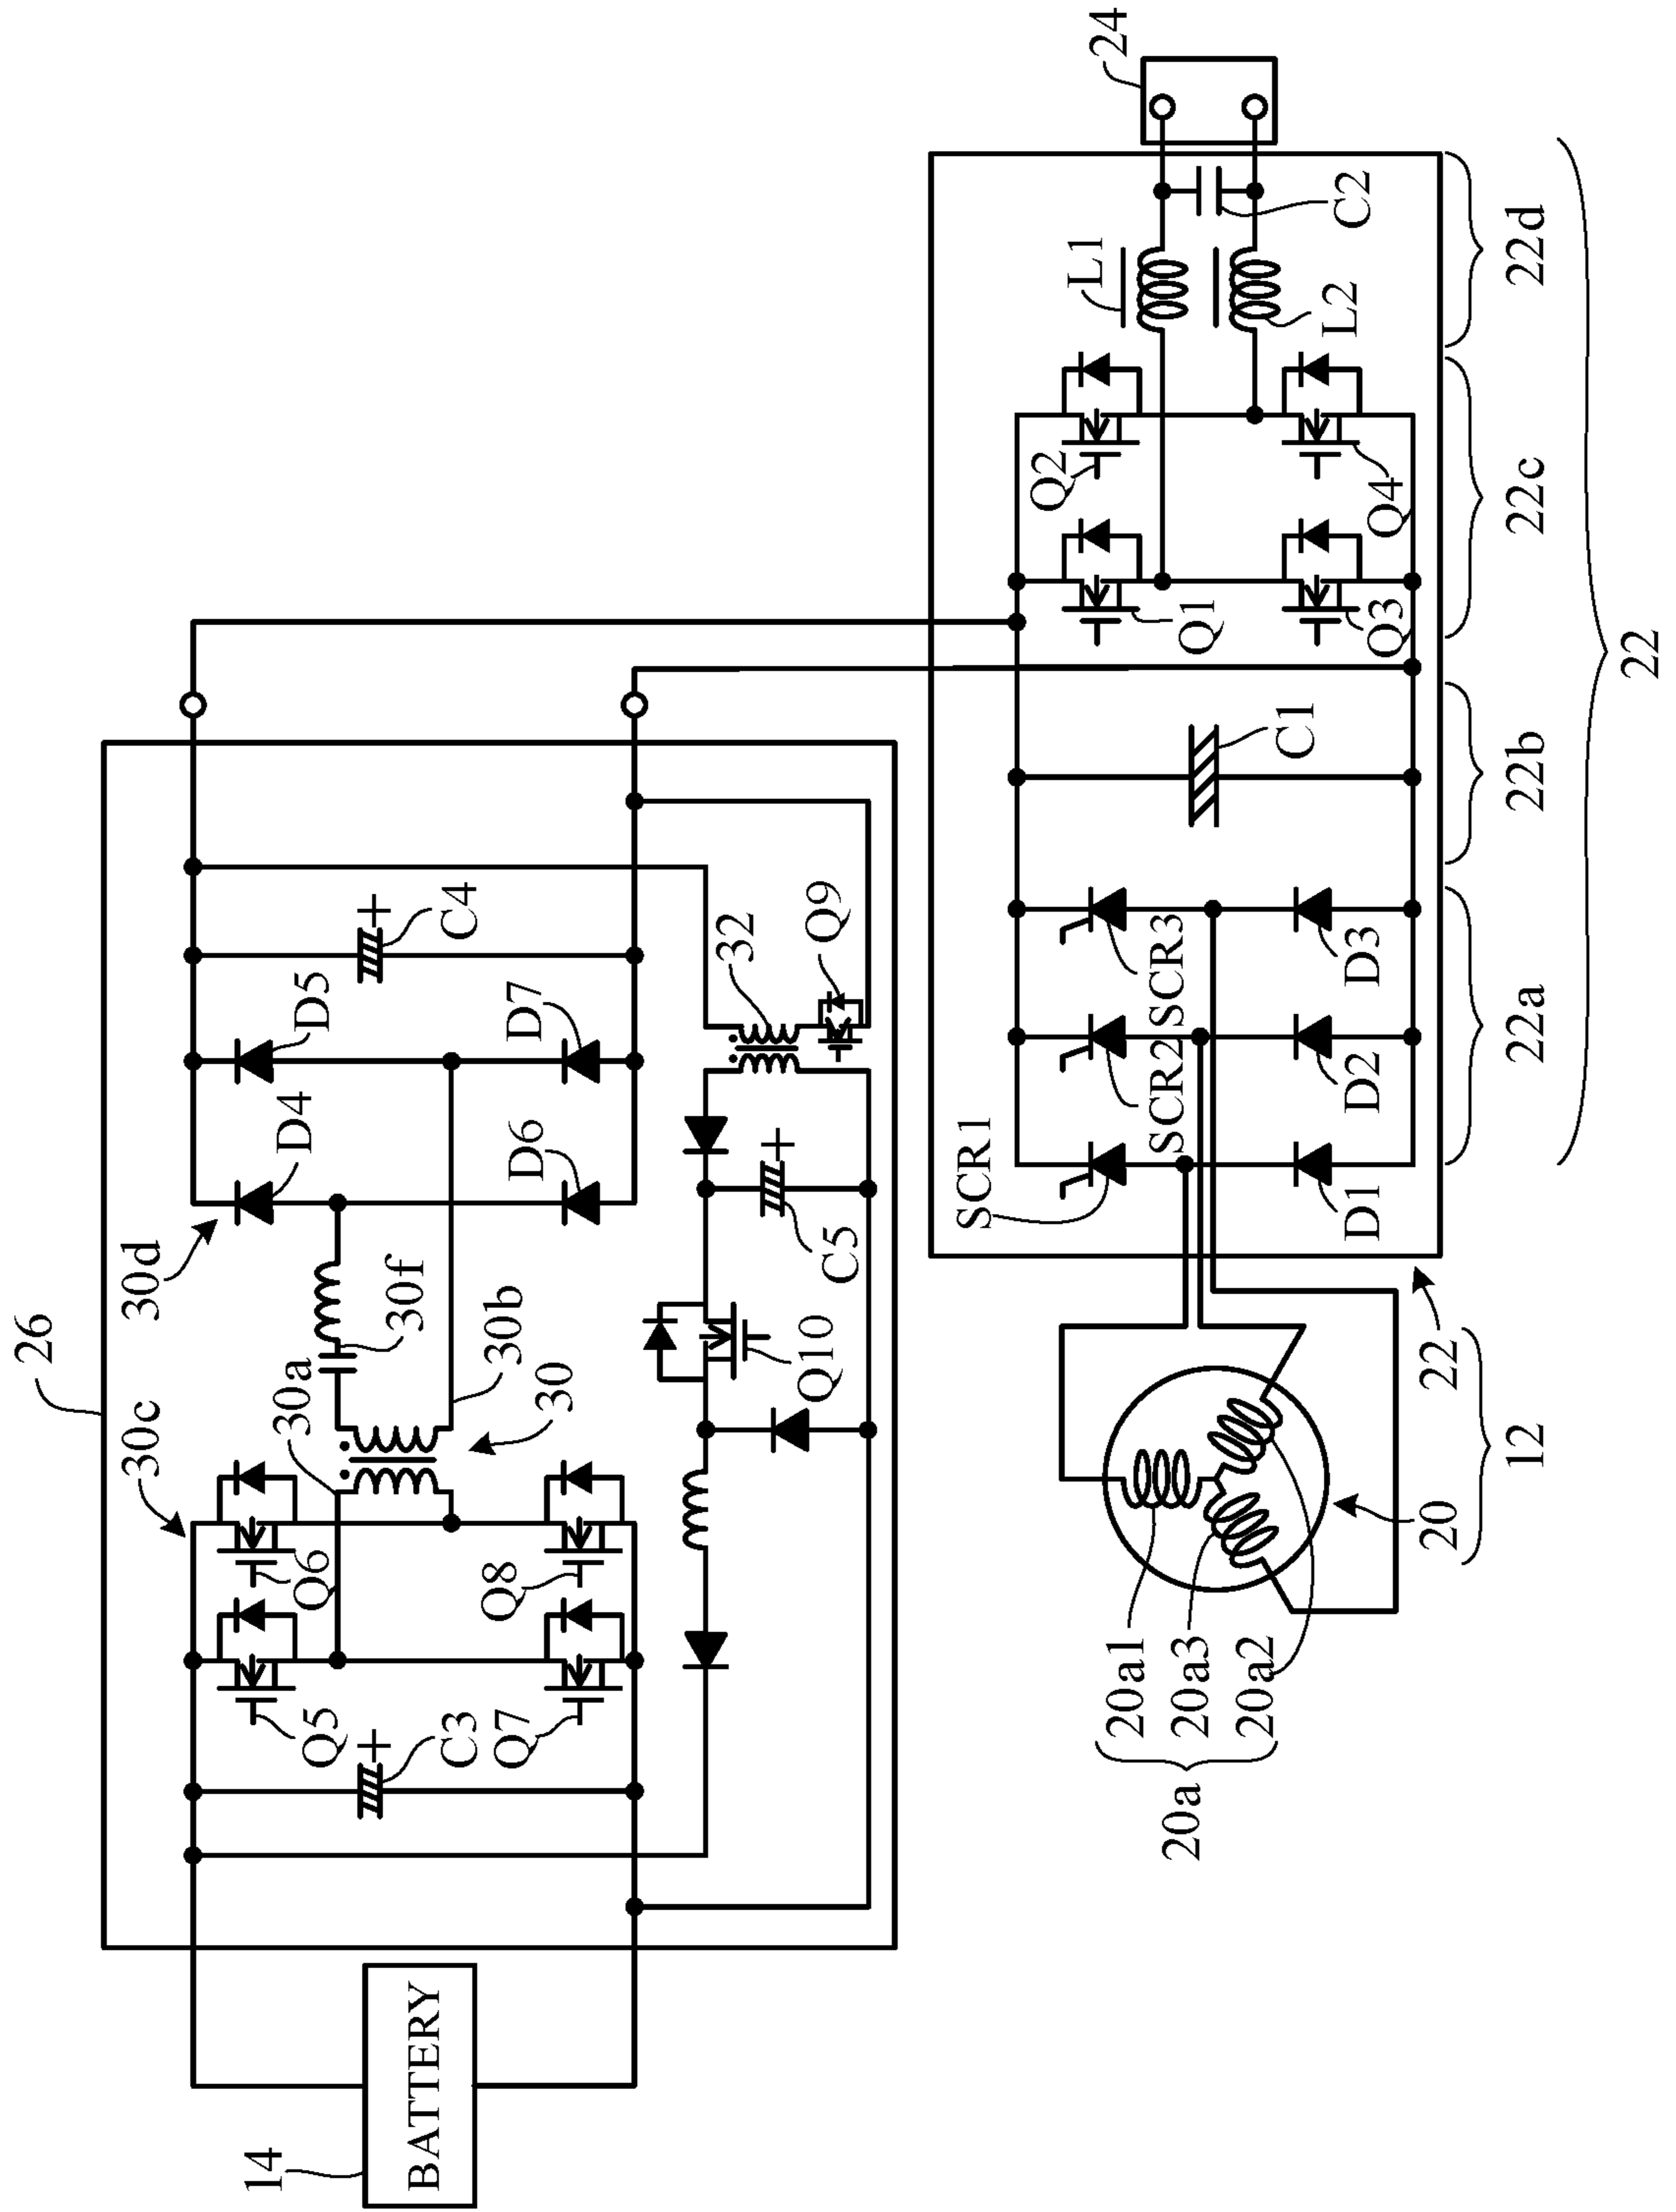 26
30d
D4
D5
C4
30c
30a
30f
30b
30
D6
D7
32
Q9
Q5
Q6
Q7
Q8
C3
C5
Q10
14
BATTERY
24
SCR1
SCR2
SCR3
D1
D2
D3
C1
Q1
Q2
Q3
Q4
L1
L2
C2
20a1
20a3
20a2
20a
20
22
12
22a
22b
22c
22d
22